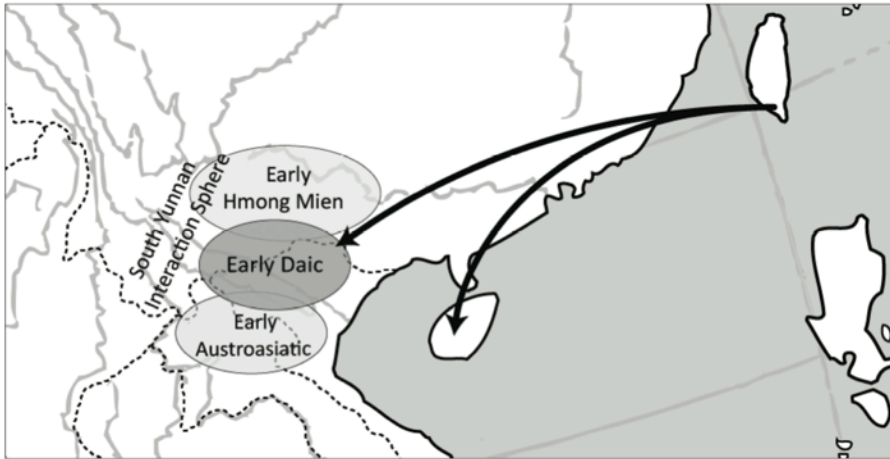 South Yunnan
Interaction Sphere
Early
Hmong Mien
Early Daic
Early
Austroasiatic